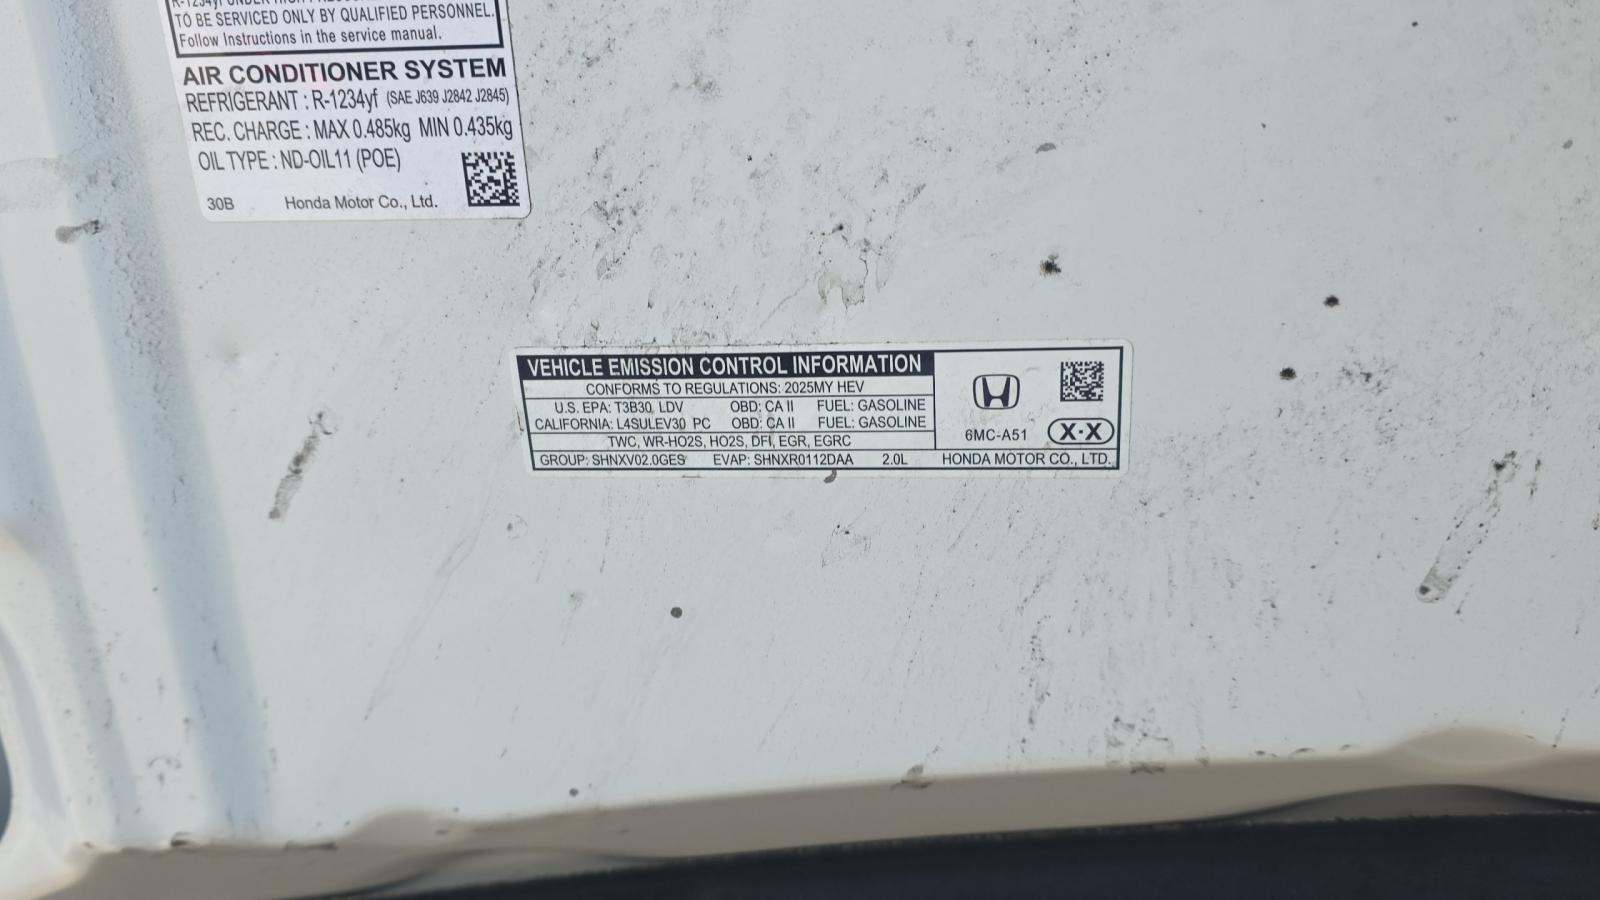 R-1234yf UNDER HIGH
TO BE SERVICED ONLY BY QUALIFIED PERSONNEL.
Follow Instructions in the service manual.
AIR CONDITIONER SYSTEM
REFRIGERANT : R-1234yf (SAE J639 J2842 J2845)
REC. CHARGE : MAX 0.485kg MIN 0.435kg
OIL TYPE : ND-OIL11 (POE)
30B Honda Motor Co., Ltd.
VEHICLE EMISSION CONTROL INFORMATION
CONFORMS TO REGULATIONS: 2025MY HEV
U.S. EPA: T3B30 LDV OBD: CA II FUEL: GASOLINE
CALIFORNIA: L4SULEV30 PC OBD: CA II FUEL: GASOLINE
TWC, WR-HO2S, HO2S, DFI, EGR, EGRC
GROUP: SHNXV02.0GES EVAP: SHNXR0112DAA 2.0L
6MC-A51 X-X
HONDA MOTOR CO., LTD.